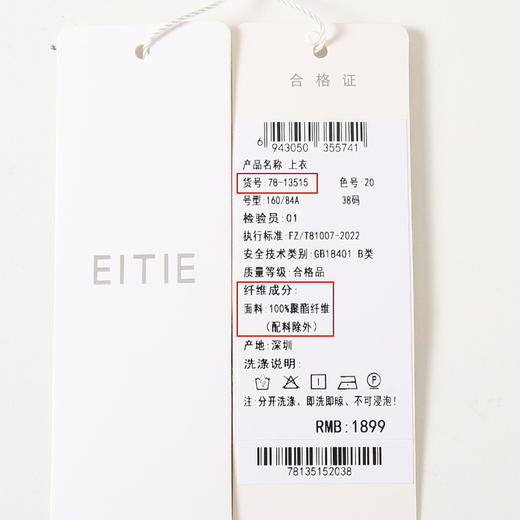 EITIE
合格证
6 943050 355741
产品名称:上衣
货号:78-13515 色号:20
号型:160/84A 38码
检验员:01
执行标准:FZ/T81007-2022
安全技术类别:GB18401 B类
质量等级:合格品
纤维成分:
面料:100%聚酯纤维
(配料除外)
产地:深圳
洗涤说明:
注:分开洗涤、即洗即晾、不可浸泡!
RMB:1899
78135152038